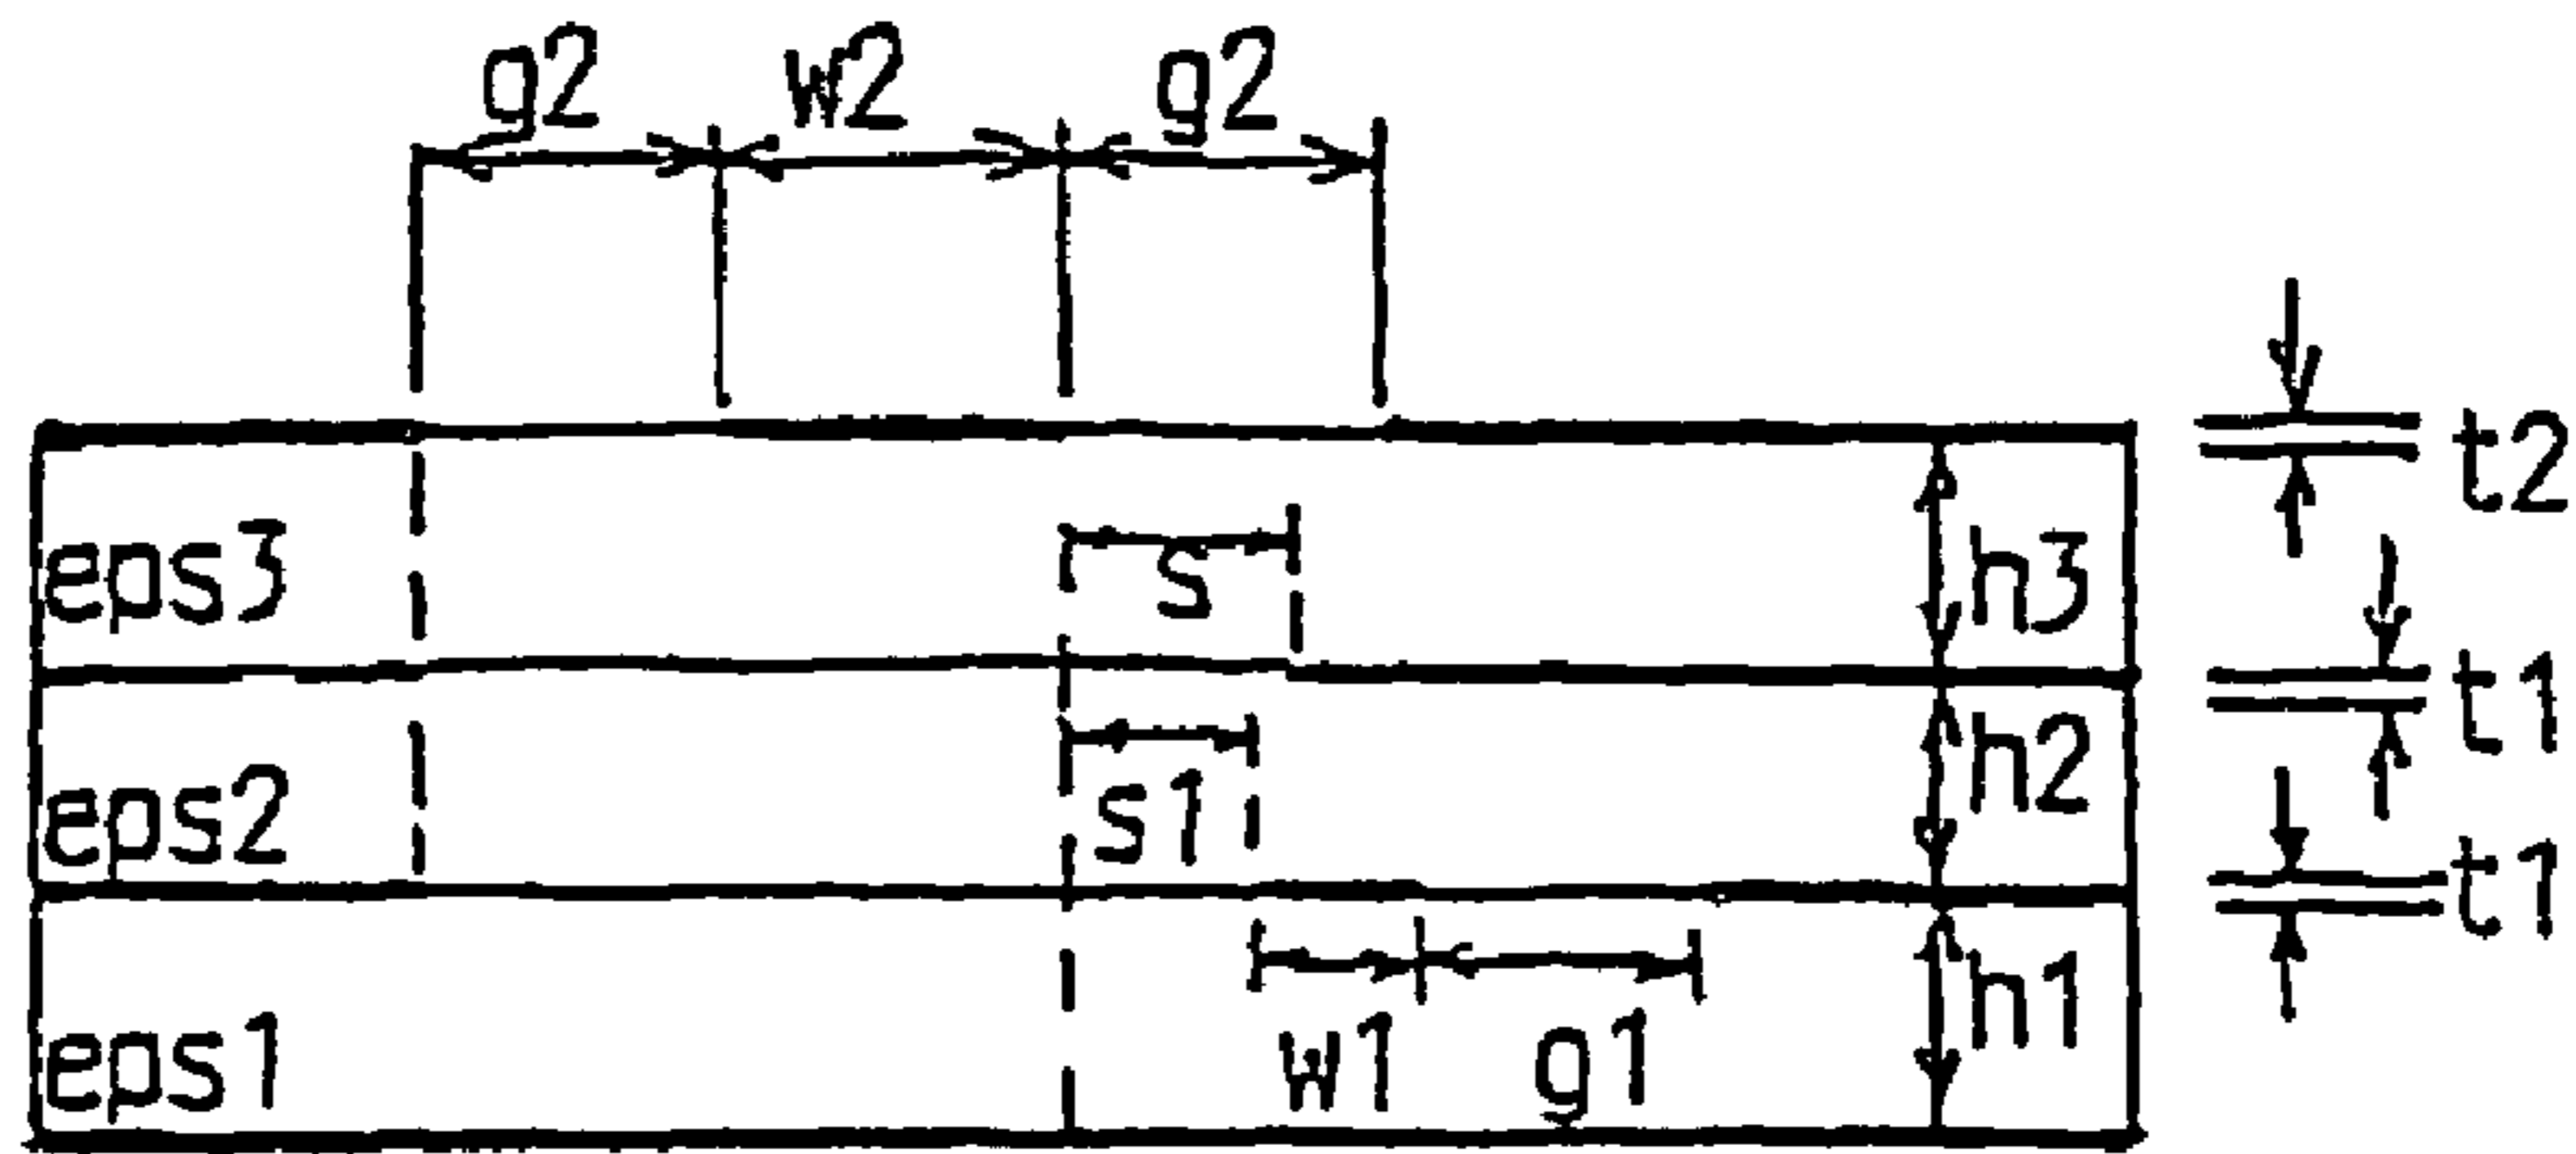 g2 w2 g2
t2
eps3 s h3
t1
eps2 s1 h2
t1
eps1 w1 g1 h1